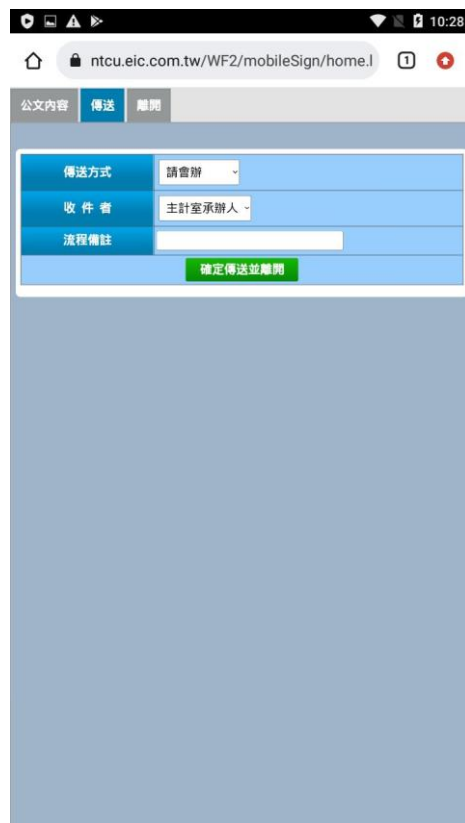 10:28
ntcu.eic.com.tw/WF2/mobileSign/home.l 1
公文內容 傳送 離開
傳送方式 請會辦
收件者 主計室承辦人
流程備註
確定傳送並離開